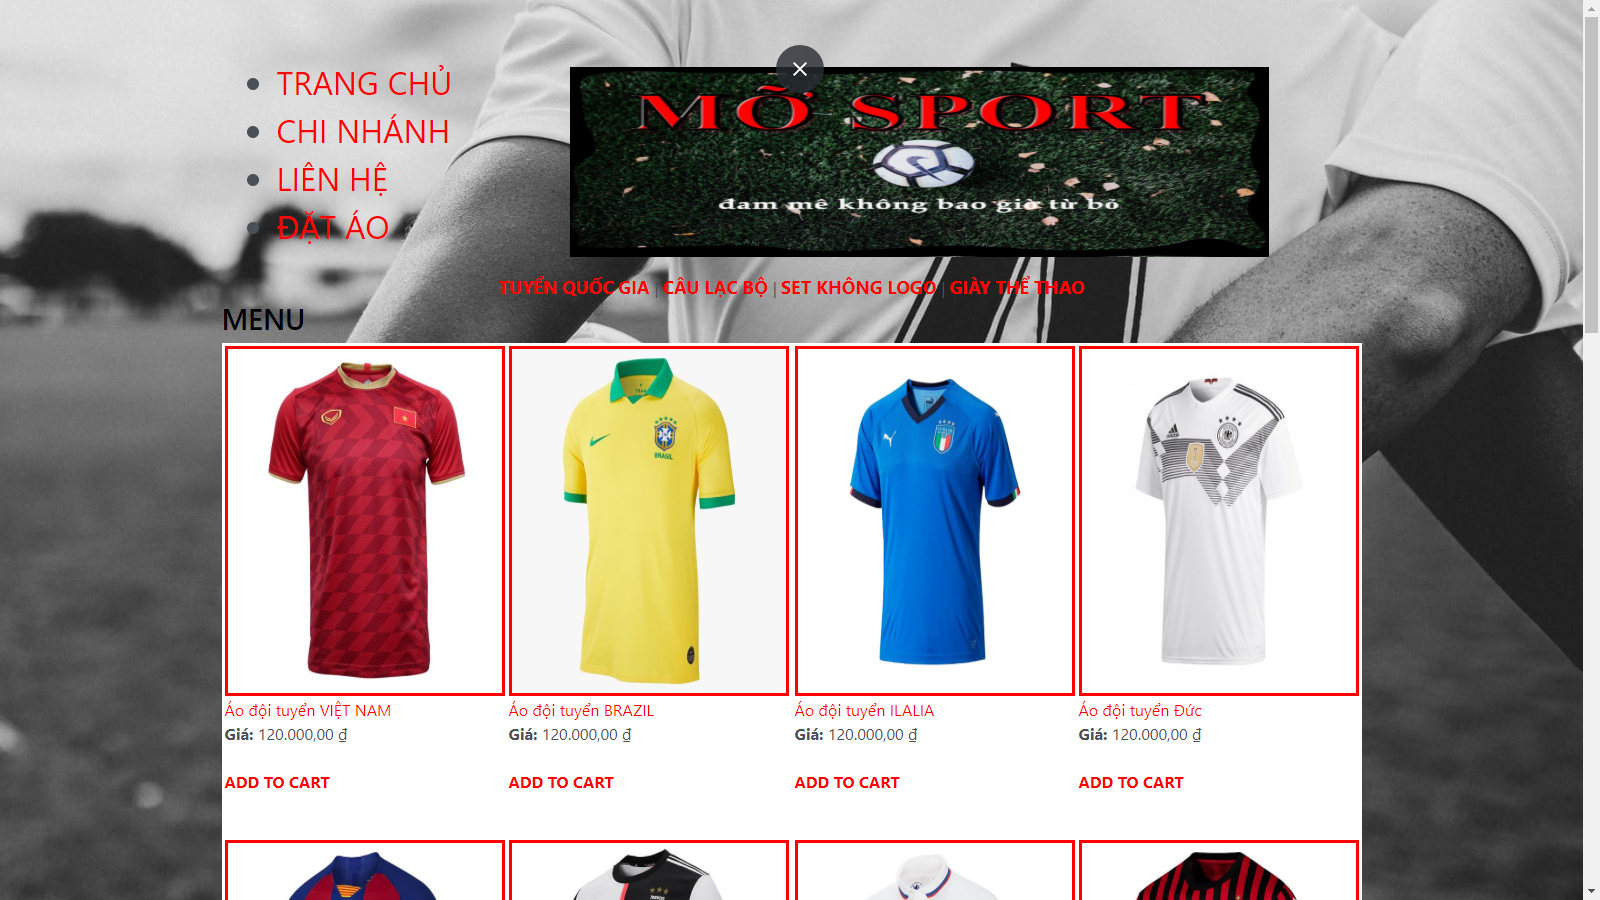 TRANG CHỦ
CHI NHÁNH
LIÊN HỆ
ĐẶT ÁO
MỠ SPORT
đam mê không bao giờ từ bỏ
TUYỂN QUỐC GIA | CÂU LẠC BỘ | SET KHÔNG LOGO | GIÀY THỂ THAO
MENU
BRASIL
Áo đội tuyển VIỆT NAM
Giá: 120.000,00 ₫
ADD TO CART
Áo đội tuyển BRAZIL
Giá: 120.000,00 ₫
ADD TO CART
Áo đội tuyển ILALIA
Giá: 120.000,00 ₫
ADD TO CART
Áo đội tuyển Đức
Giá: 120.000,00 ₫
ADD TO CART